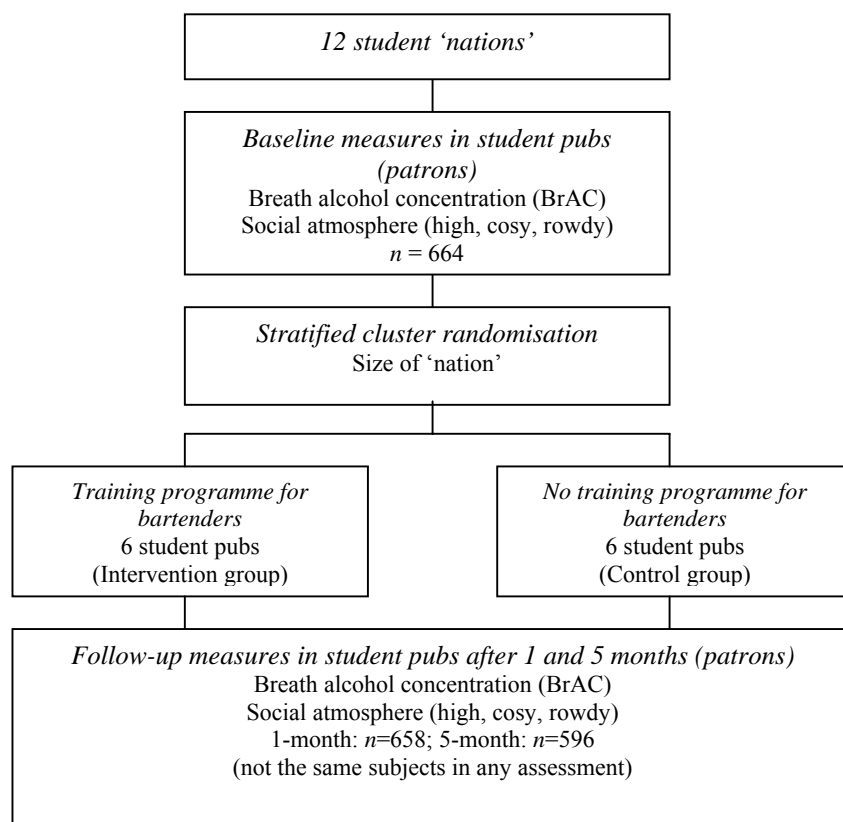 12 student ‘nations’
Baseline measures in student pubs
(patrons)
Breath alcohol concentration (BrAC)
Social atmosphere (high, cosy, rowdy)
n = 664
Stratified cluster randomisation
Size of ‘nation’
Training programme for
bartenders
6 student pubs
(Intervention group)
No training programme for
bartenders
6 student pubs
(Control group)
Follow-up measures in student pubs after 1 and 5 months (patrons)
Breath alcohol concentration (BrAC)
Social atmosphere (high, cosy, rowdy)
1-month: n=658; 5-month: n=596
(not the same subjects in any assessment)